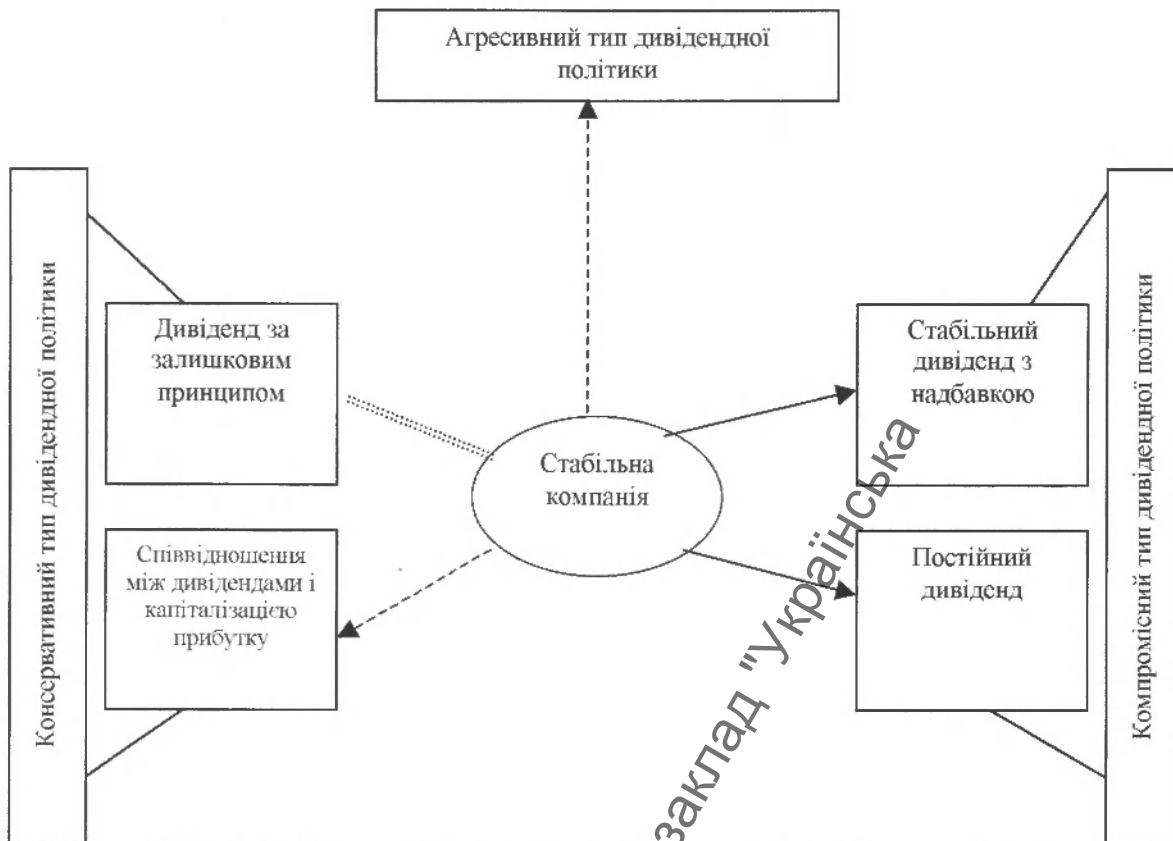 Агресивний тип дивідендної
політики
Консервативний тип дивідендної політики
Дивіденд за
залишковим
принципом
Співвідношення
між дивідендами і
капіталізацією
прибутку
Стабільна
компанія
Стабільний
дивіденд з
надбавкою
Постійний
дивіденд
Компромісний тип дивідендної політики
заклад "Українська